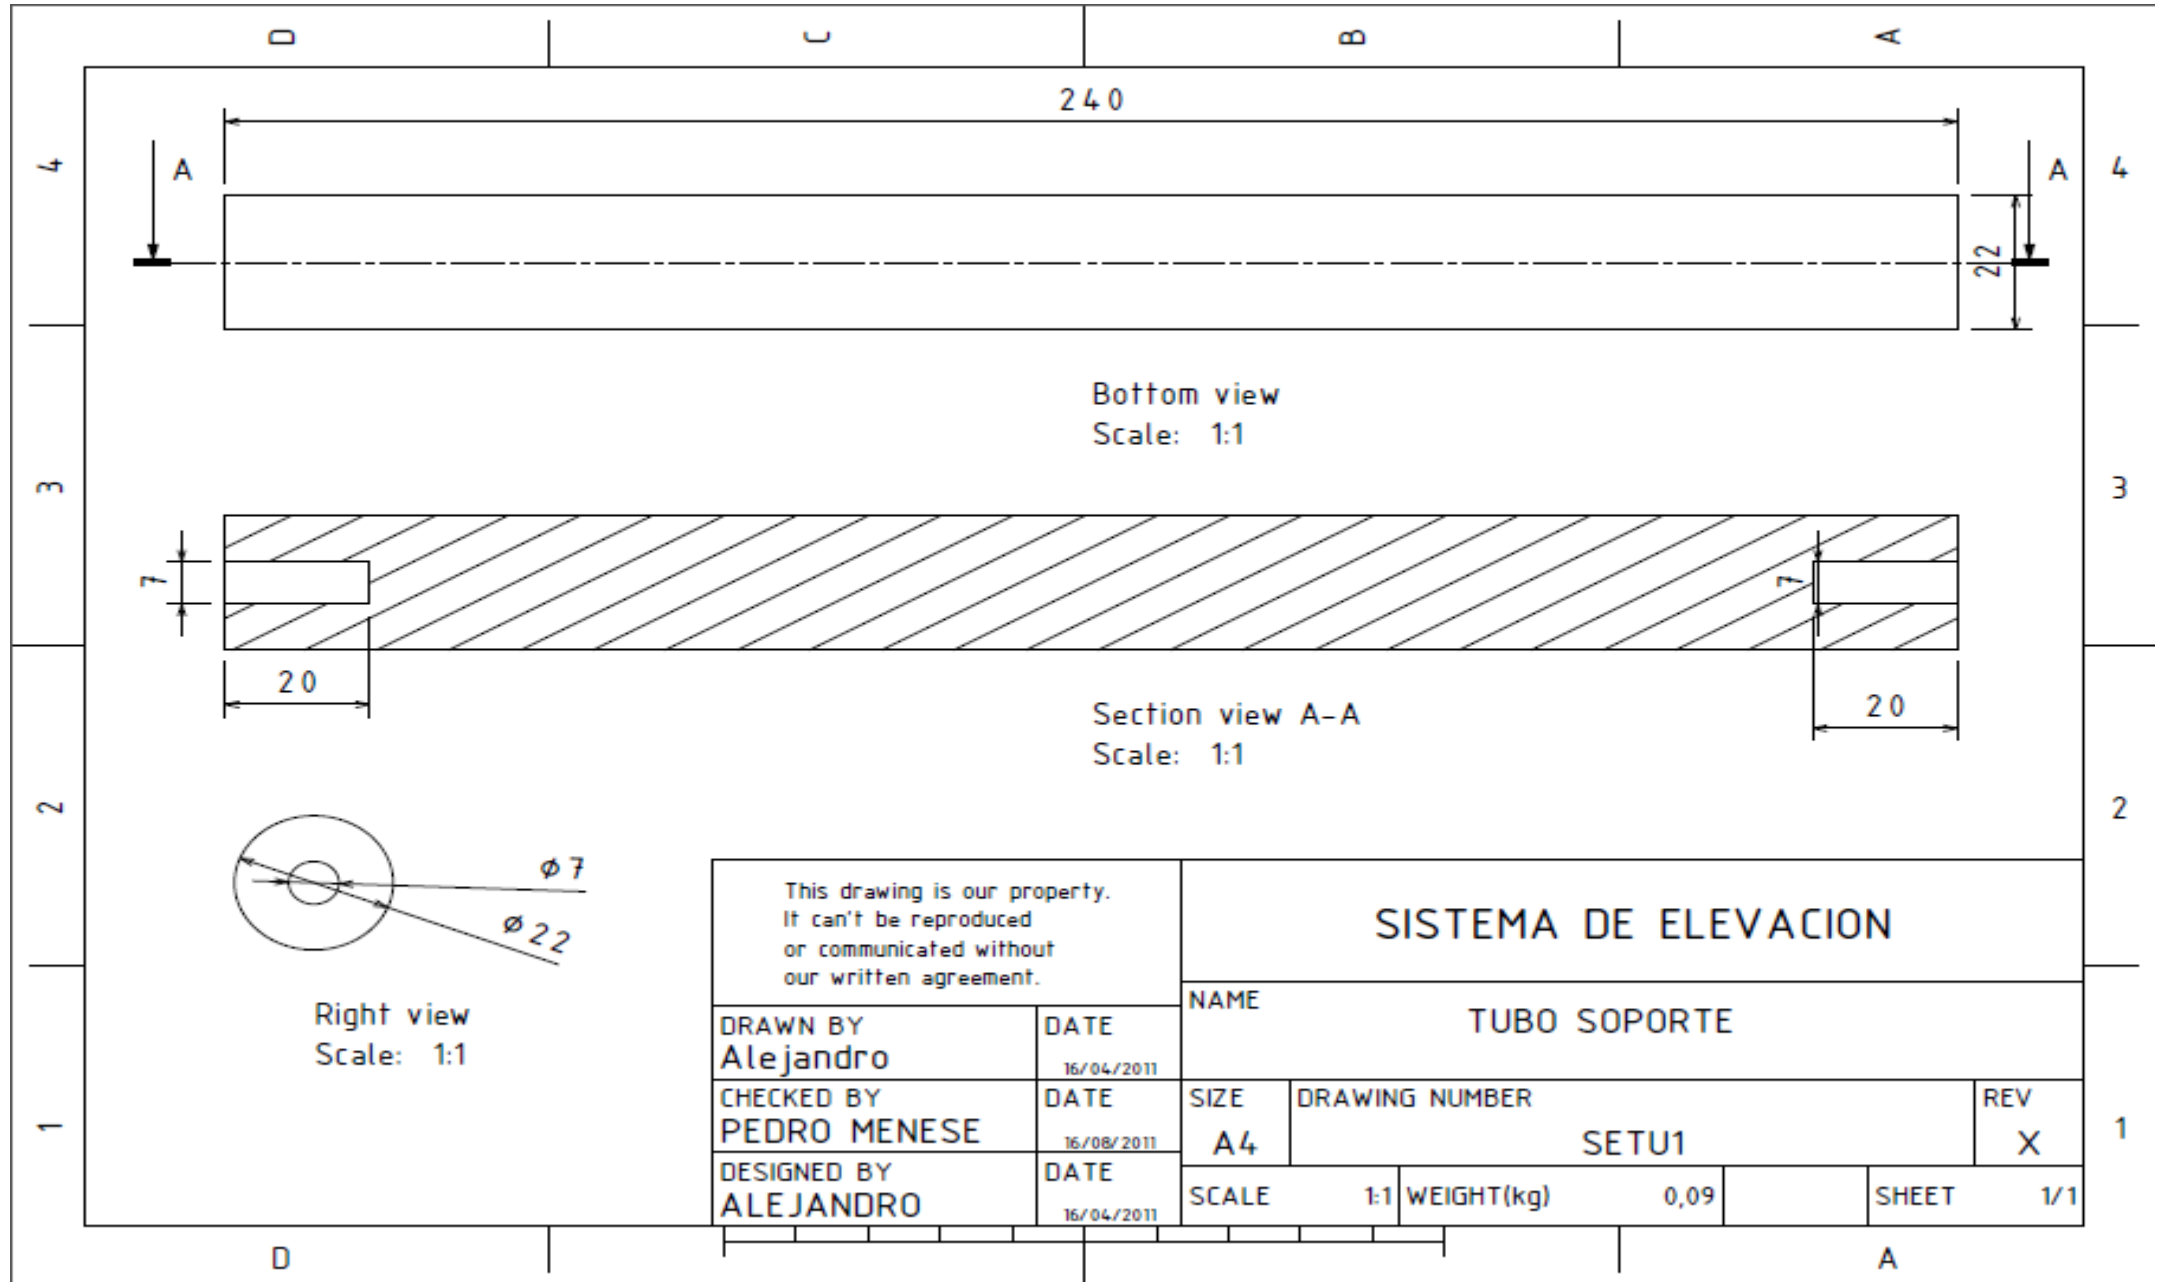 D C B A
240
4 A A 4
22
Bottom view
Scale: 1:1
3 3
7 7
20 20
Section view A-A
Scale: 1:1
2 2
Ø7
Ø22
Right view
Scale: 1:1
This drawing is our property.
It can't be reproduced
or communicated without
our written agreement.
SISTEMA DE ELEVACION
NAME
TUBO SOPORTE
DRAWN BY DATE
Alejandro 16/04/2011
CHECKED BY DATE
PEDRO MENESE 16/08/2011
DESIGNED BY DATE
ALEJANDRO 16/04/2011
SIZE DRAWING NUMBER REV
A4 SETU1 X
SCALE 1:1 WEIGHT(kg) 0,09 SHEET 1/1
1 1
D A